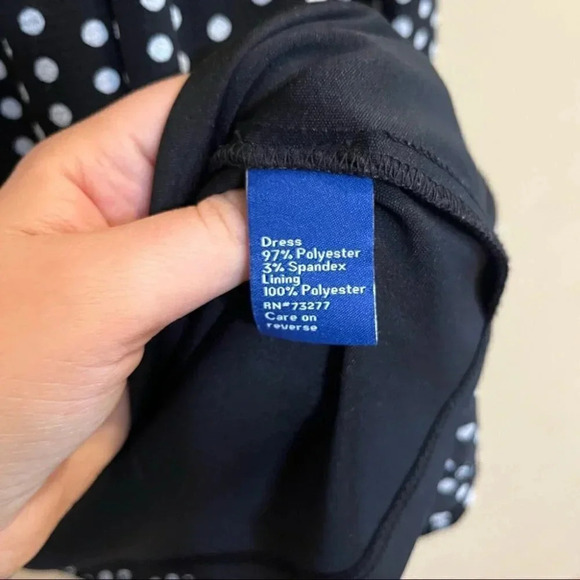 Dress
97% Polyester
3% Spandex
Lining
100% Polyester
RN#73277
Care on
reverse